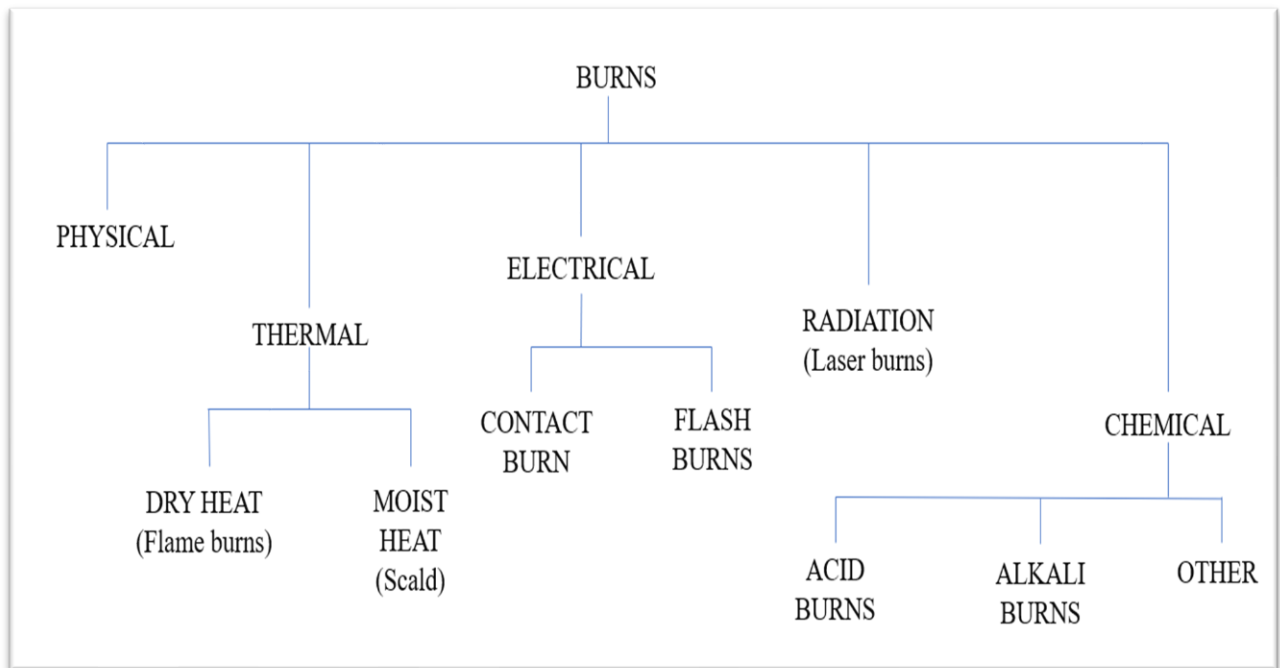 BURNS
PHYSICAL
THERMAL
DRY HEAT
(Flame burns)
MOIST
HEAT
(Scald)
ELECTRICAL
CONTACT
BURN
FLASH
BURNS
RADIATION
(Laser burns)
CHEMICAL
ACID
BURNS
ALKALI
BURNS
OTHER